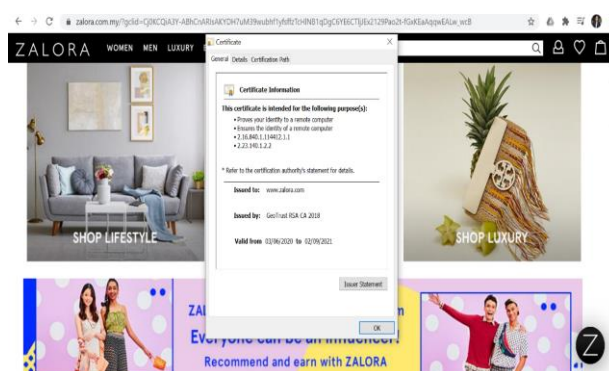 zalora.com.my/?gclid=
ZALORA WOMEN MEN LUXURY
Certificate
General Details Certification Path
Certificate Information
This certificate is intended for the following purpose(s):
• Proves your identity to a remote computer
• Ensures the identity of a remote computer
• 2.16.840.1.114412.1.1
• 2.23.140.1.2.2
* Refer to the certification authority's statement for details.
Issued to: www.zalora.com
Issued by: GeoTrust RSA CA 2018
Valid from 03/06/2020 to 02/09/2021
Issuer Statement
OK
SHOP LIFESTYLE
SHOP LUXURY
Everyone can be an influencer!
Recommend and earn with ZALORA
Z